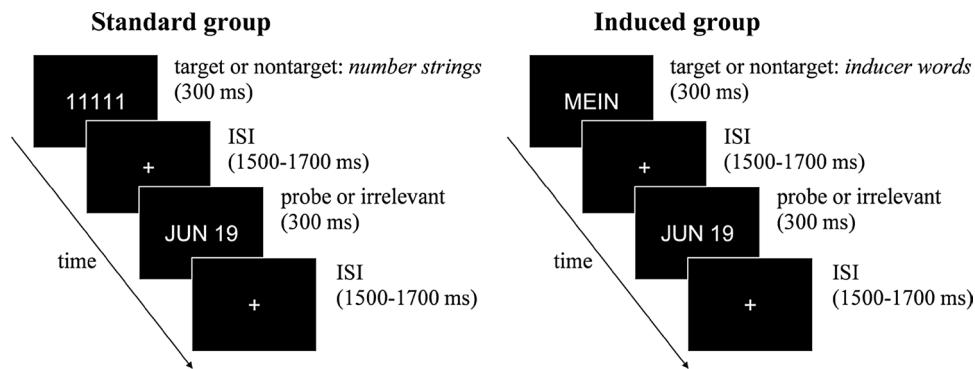 Standard group
11111
target or nontarget: number strings
(300 ms)
+
ISI
(1500-1700 ms)
JUN 19
probe or irrelevant
(300 ms)
+
ISI
(1500-1700 ms)
time
Induced group
MEIN
target or nontarget: inducer words
(300 ms)
+
ISI
(1500-1700 ms)
JUN 19
probe or irrelevant
(300 ms)
+
ISI
(1500-1700 ms)
time